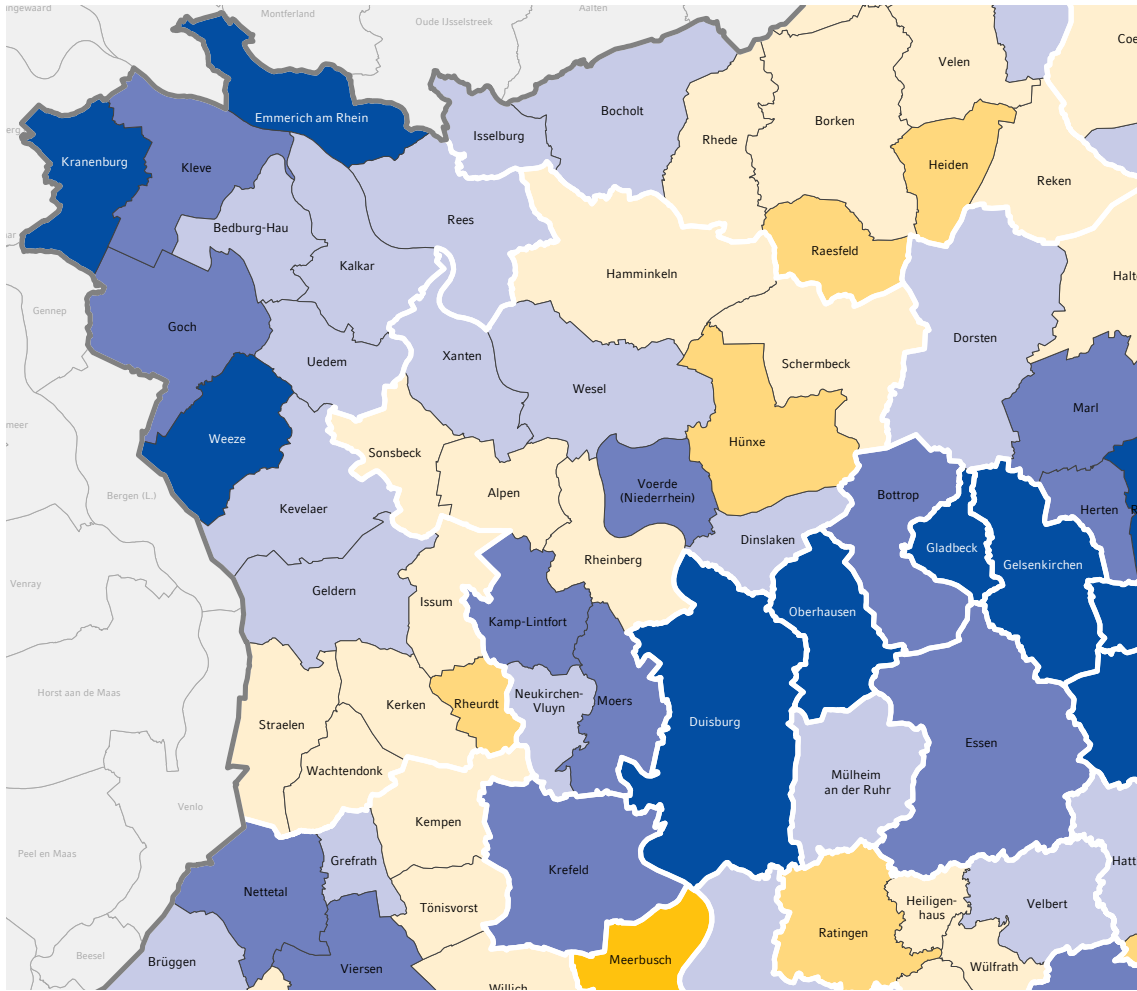 Montferland
Oude IJsselstreek
Aalten
Coe
Velen
Bocholt
Emmerich am Rhein
Borken
Isselburg
Rhede
Kranenburg
Kleve
Heiden
Reken
Rees
Bedburg-Hau
Raesfeld
Kalkar
Hamminkeln
Halte
Gennep
Goch
Dorsten
Xanten
Uedem
Schermbeck
Wesel
Marl
meer
Weeze
Hünxe
Sonsbeck
Voerde
(Niederrhein)
Alpen
Bottrop
Bergen (L.)
Kevelaer
Herten
R
Dinslaken
Gladbeck
Rheinberg
Gelsenkirchen
Venray
Geldern
Issum
Oberhausen
Kamp-Lintfort
Horst aan de Maas
Neukirchen-
Vluyn
Moers
Kerken
Rheurdt
Straelen
Duisburg
Essen
Wachtendonk
Mülheim
an der Ruhr
Venlo
Kempen
Peel en Maas
Grefrath
Hatt
Krefeld
Nettetal
Heiligen-
haus
Velbert
Tönisvorst
Ratingen
Beesel
Brüggen
Viersen
Meerbusch
Wülfrath
Willich